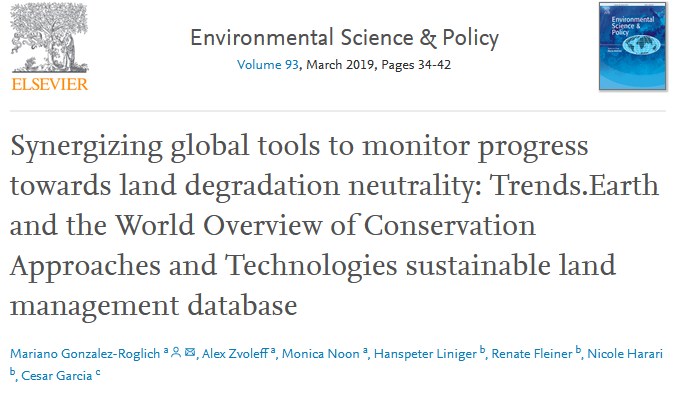 Environmental Science & Policy
Volume 93, March 2019, Pages 34-42
ELSEVIER
Environmental
Science &
Policy
Synergizing global tools to monitor progress
towards land degradation neutrality: Trends.Earth
and the World Overview of Conservation
Approaches and Technologies sustainable land
management database
Mariano Gonzalez-Roglich a, Alex Zvoleff a, Monica Noon a, Hanspeter Liniger b, Renate Fleiner b, Nicole Harari
b, Cesar Garcia c